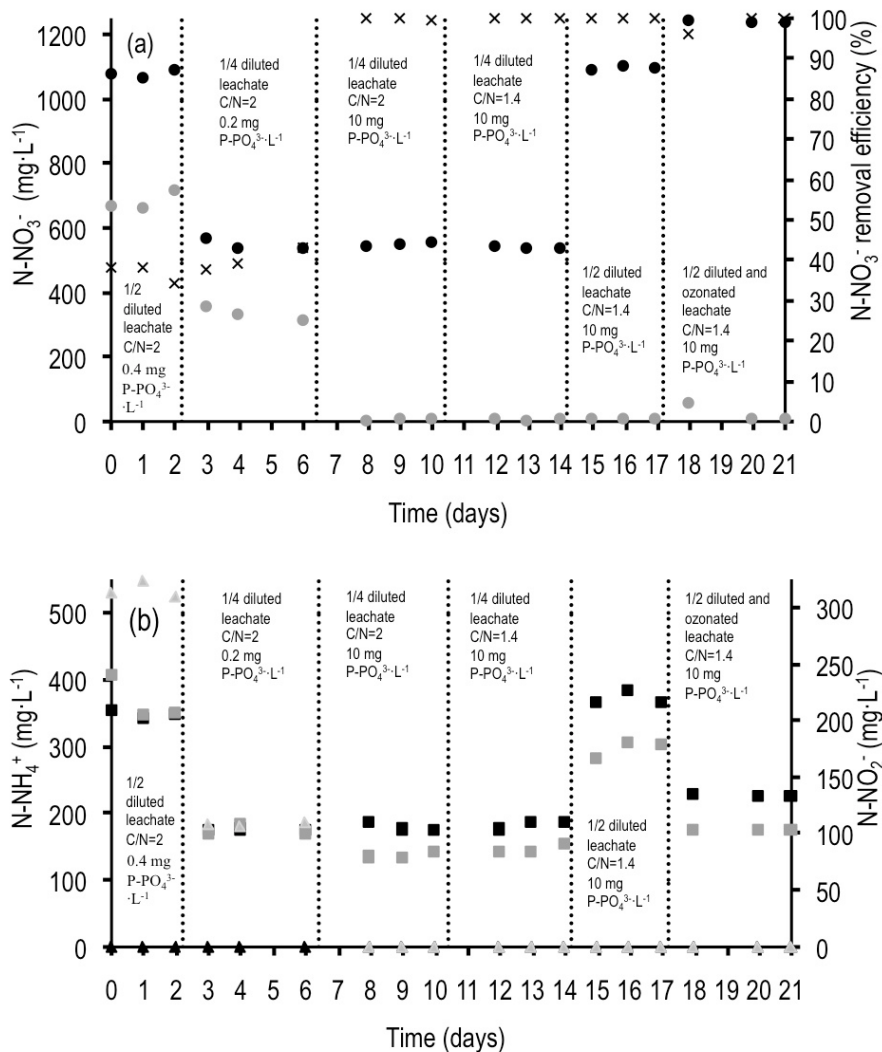 (a)
N-NO₃⁻ (mg·L⁻¹)
1200
1000
800
600
400
200
0
N-NO₃⁻ removal efficiency (%)
100
90
80
70
60
50
40
30
20
10
0
1/2
diluted
leachate
C/N=2
0.4 mg
P-PO₄³⁻
·L⁻¹
1/4 diluted
leachate
C/N=2
0.2 mg
P-PO₄³⁻·L⁻¹
1/4 diluted
leachate
C/N=2
10 mg
P-PO₄³⁻·L⁻¹
1/4 diluted
leachate
C/N=1.4
10 mg
P-PO₄³⁻·L⁻¹
1/2 diluted
leachate
C/N=1.4
10 mg
P-PO₄³⁻·L⁻¹
1/2 diluted and
ozonated
leachate
C/N=1.4
10 mg
P-PO₄³⁻·L⁻¹
0 1 2 3 4 5 6 7 8 9 10 11 12 13 14 15 16 17 18 19 20 21
Time (days)
(b)
N-NH₄⁺ (mg·L⁻¹)
500
400
300
200
100
0
N-NO₂⁻ (mg·L⁻¹)
300
250
200
150
100
50
0
1/2
diluted
leachate
C/N=2
0.4 mg
P-PO₄³⁻
·L⁻¹
1/4 diluted
leachate
C/N=2
0.2 mg
P-PO₄³⁻·L⁻¹
1/4 diluted
leachate
C/N=2
10 mg
P-PO₄³⁻·L⁻¹
1/4 diluted
leachate
C/N=1.4
10 mg
P-PO₄³⁻·L⁻¹
1/2 diluted
leachate
C/N=1.4
10 mg
P-PO₄³⁻·L⁻¹
1/2 diluted and
ozonated
leachate
C/N=1.4
10 mg
P-PO₄³⁻·L⁻¹
0 1 2 3 4 5 6 7 8 9 10 11 12 13 14 15 16 17 18 19 20 21
Time (days)